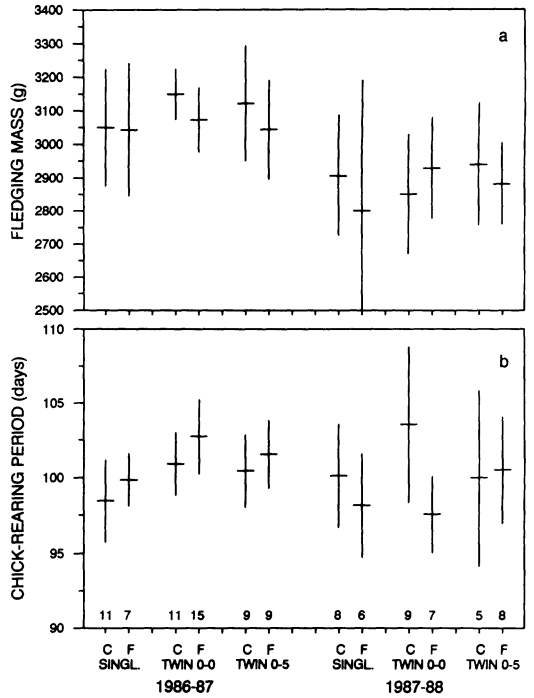 3400
3300
3200
3100
3000
2900
2800
2700
2600
2500
FLEDGING MASS (g)
a
110
105
100
95
90
CHICK-REARING PERIOD (days)
b
11 7 11 15 9 9 8 6 9 7 5 8
C F C F C F C F C F C F
SINGL. TWIN 0-0 TWIN 0-5 SINGL. TWIN 0-0 TWIN 0-5
1986-87 1987-88